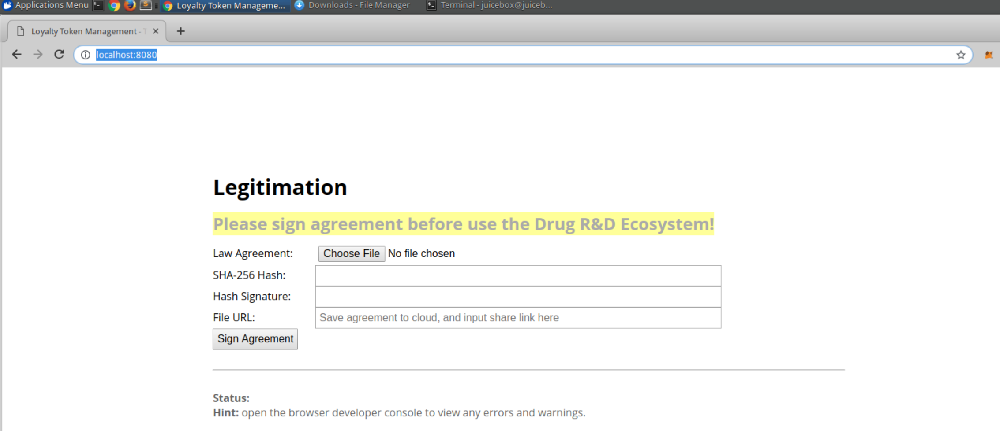 Applications Menu Loyalty Token Manageme... Downloads - File Manager Terminal - juicebox@juiceb...
Loyalty Token Management -
localhost:8080
Legitimation
Please sign agreement before use the Drug R&D Ecosystem!
Law Agreement: Choose File No file chosen
SHA-256 Hash:
Hash Signature:
File URL: Save agreement to cloud, and input share link here
Sign Agreement
Status:
Hint: open the browser developer console to view any errors and warnings.